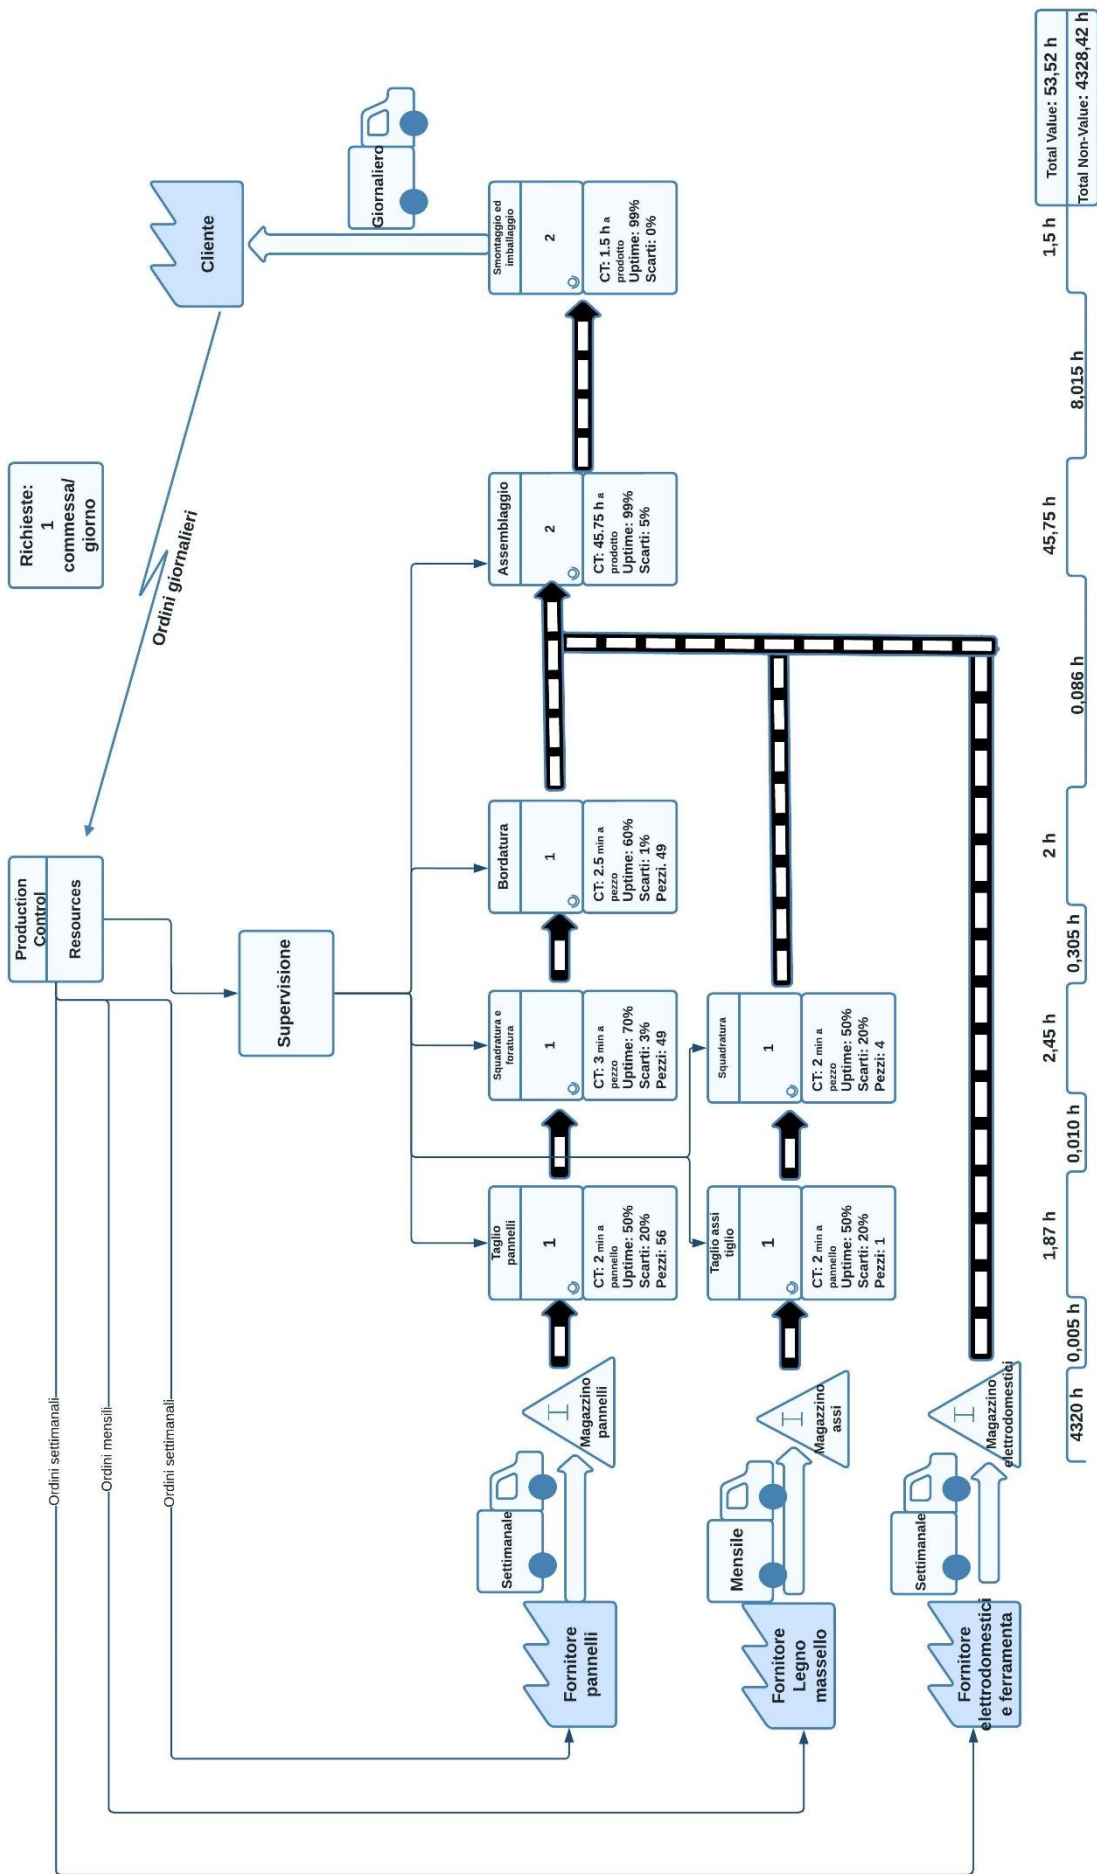 Ordini settimanali
Ordini mensili
Ordini settimanali
Production
Control
Resources
Ordini giornalieri
Richieste:
1
commessa/
giorno
Cliente
Giornaliero
Supervisione
Fornitore
pannelli
Settimanale
Magazzino
pannelli
Taglio
pannelli
1
CT: 2 min a
pannello
Uptime: 50%
Scarti: 20%
Pezzi: 56
Squadratura e
foratura
1
CT: 3 min a
pezzo
Uptime: 70%
Scarti: 3%
Pezzi: 49
Bordatura
1
CT: 2.5 min a
pezzo
Uptime: 60%
Scarti: 1%
Pezzi. 49
Assemblaggio
2
CT: 45.75 h a
prodotto
Uptime: 99%
Scarti: 5%
Smontaggio ed
imballaggio
2
CT: 1.5 h a
prodotto
Uptime: 99%
Scarti: 0%
Fornitore
Legno
massello
Mensile
Magazzino
assi
Taglio assi
tiglio
1
CT: 2 min a
pannello
Uptime: 50%
Scarti: 20%
Pezzi: 1
Squadratura
1
CT: 2 min a
pezzo
Uptime: 50%
Scarti: 20%
Pezzi: 4
Fornitore
elettrodomestici
e ferramenta
Settimanale
Magazzino
elettrodomestici
4320 h
0,005 h
1,87 h
0,010 h
2,45 h
0,305 h
2 h
0,086 h
45,75 h
8,015 h
1,5 h
Total Value: 53,52 h
Total Non-Value: 4328,42 h